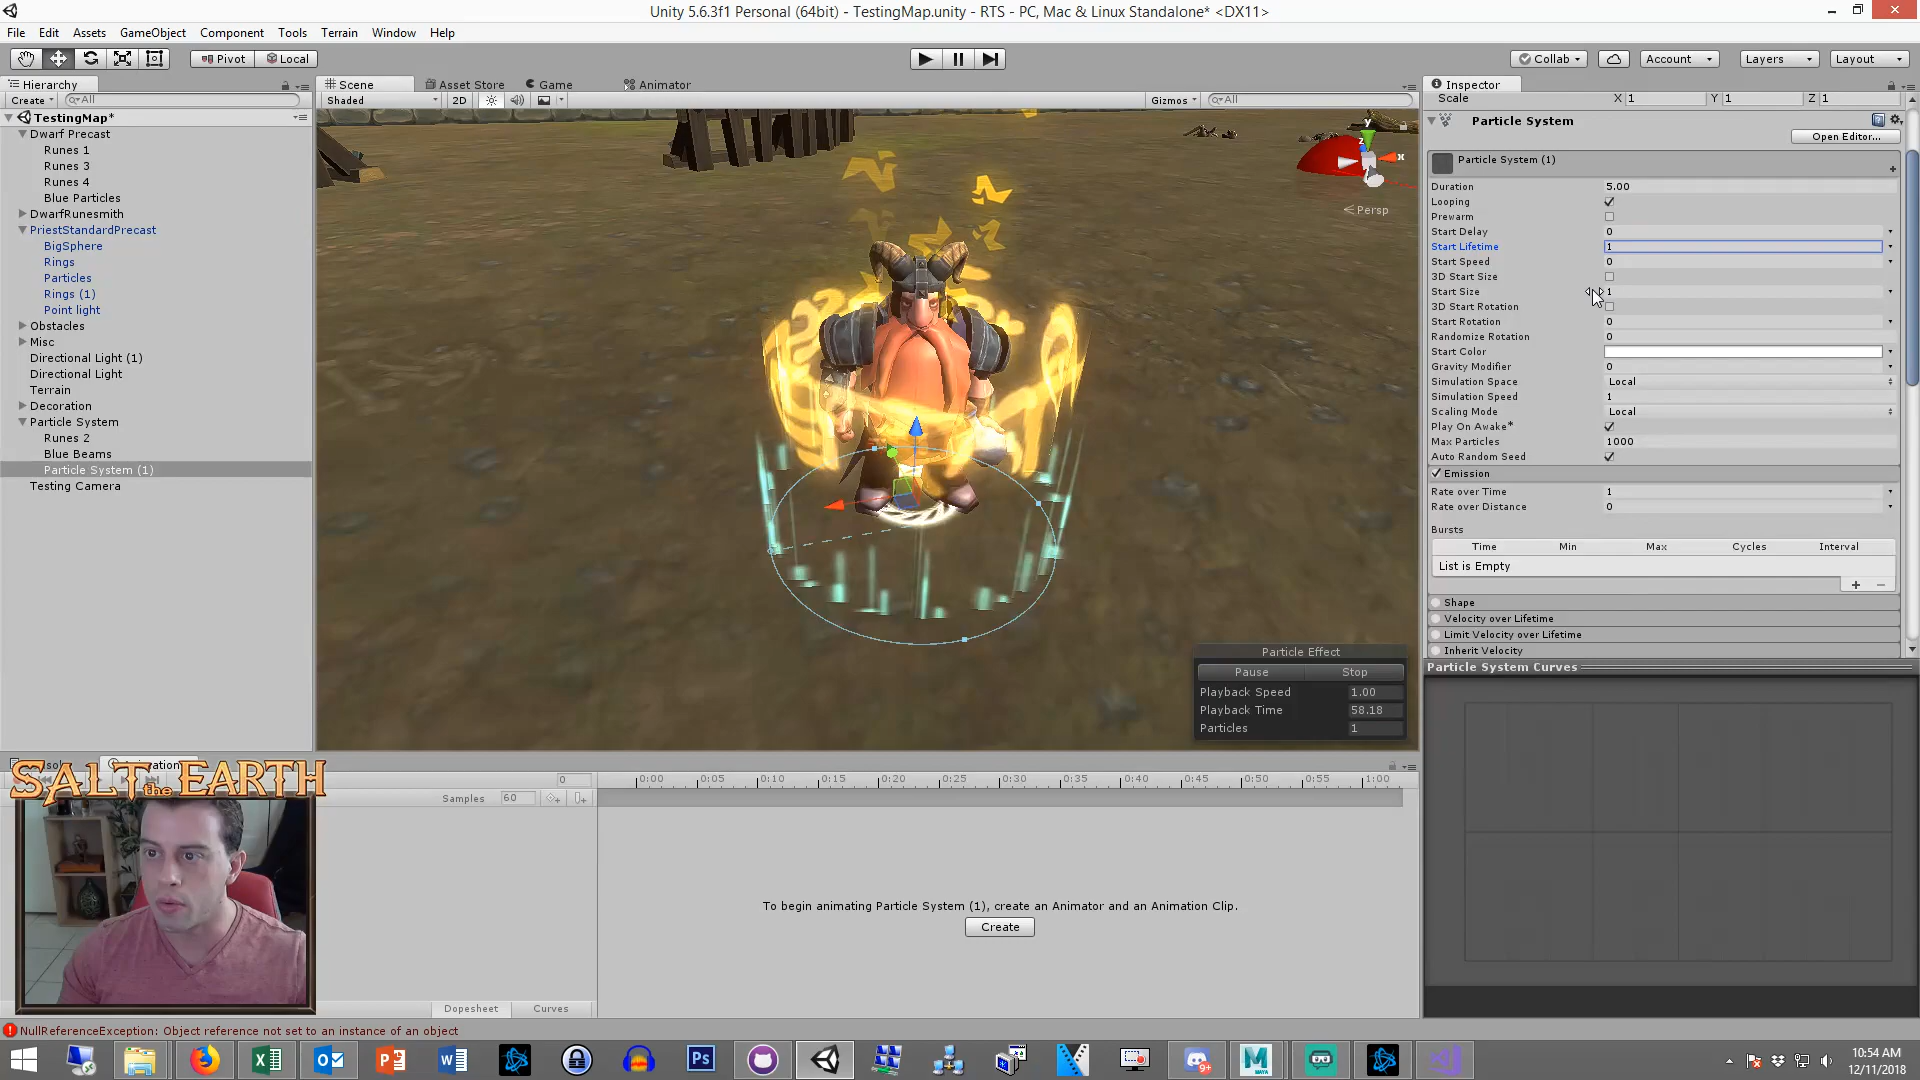 Unity 5.6.3f1 Personal (64bit) - TestingMap.unity - RTS - PC, Mac & Linux Standalone* <DX11>
File Edit Assets GameObject Component Tools Terrain Window Help
Pivot Local Collab Account Layers Layout
Hierarchy
Create All
TestingMap*
Dwarf Precast
Runes 1
Runes 3
Runes 4
Blue Particles
DwarfRunesmith
PriestStandardPrecast
BigSphere
Rings
Particles
Rings (1)
Point light
Obstacles
Misc
Directional Light (1)
Directional Light
Terrain
Decoration
Particle System
Runes 2
Blue Beams
Particle System (1)
Testing Camera
Scene Asset Store Game Animator
Shaded 2D Gizmos All
y
z x
Persp
Particle Effect
Pause Stop
Playback Speed 1.00
Playback Time 58.18
Particles 1
Inspector
Scale X 1 Y 1 Z 1
Particle System
Open Editor...
Particle System (1)
Duration 5.00
Looping
Prewarm
Start Delay 0
Start Lifetime 1
Start Speed 0
3D Start Size
Start Size 1
3D Start Rotation
Start Rotation 0
Randomize Rotation 0
Start Color
Gravity Modifier 0
Simulation Space Local
Simulation Speed 1
Scaling Mode Local
Play On Awake*
Max Particles 1000
Auto Random Seed
Emission
Rate over Time 1
Rate over Distance 0
Bursts
Time Min Max Cycles Interval
List is Empty
Shape
Velocity over Lifetime
Limit Velocity over Lifetime
Inherit Velocity
Particle System Curves
SALT the EARTH
0 0:00 0:05 0:10 0:15 0:20 0:25 0:30 0:35 0:40 0:45 0:50 0:55 1:00
Samples 60
To begin animating Particle System (1), create an Animator and an Animation Clip.
Create
Dopesheet Curves
NullReferenceException: Object reference not set to an instance of an object
Ps
9+
MAYA
10:54 AM
12/11/2018